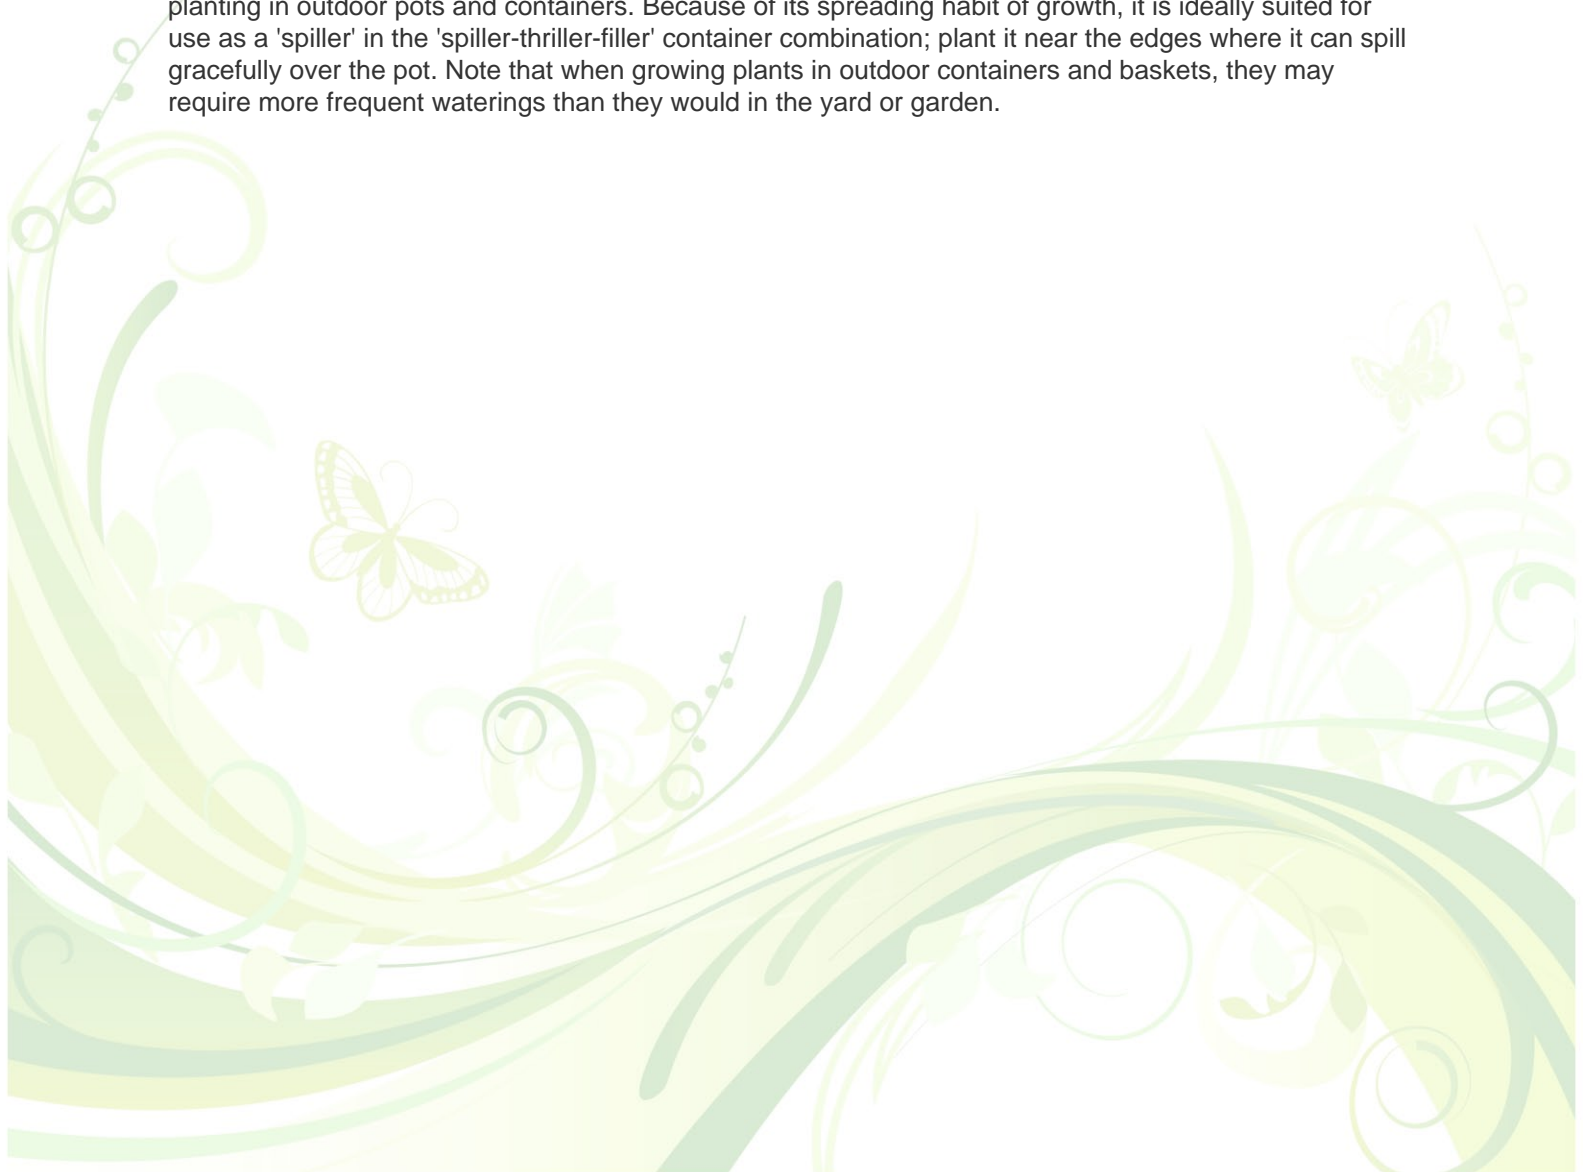 planting in outdoor pots and containers. Because of its spreading habit of growth, it is ideally suited for
use as a 'spiller' in the 'spiller-thriller-filler' container combination; plant it near the edges where it can spill
gracefully over the pot. Note that when growing plants in outdoor containers and baskets, they may
require more frequent waterings than they would in the yard or garden.